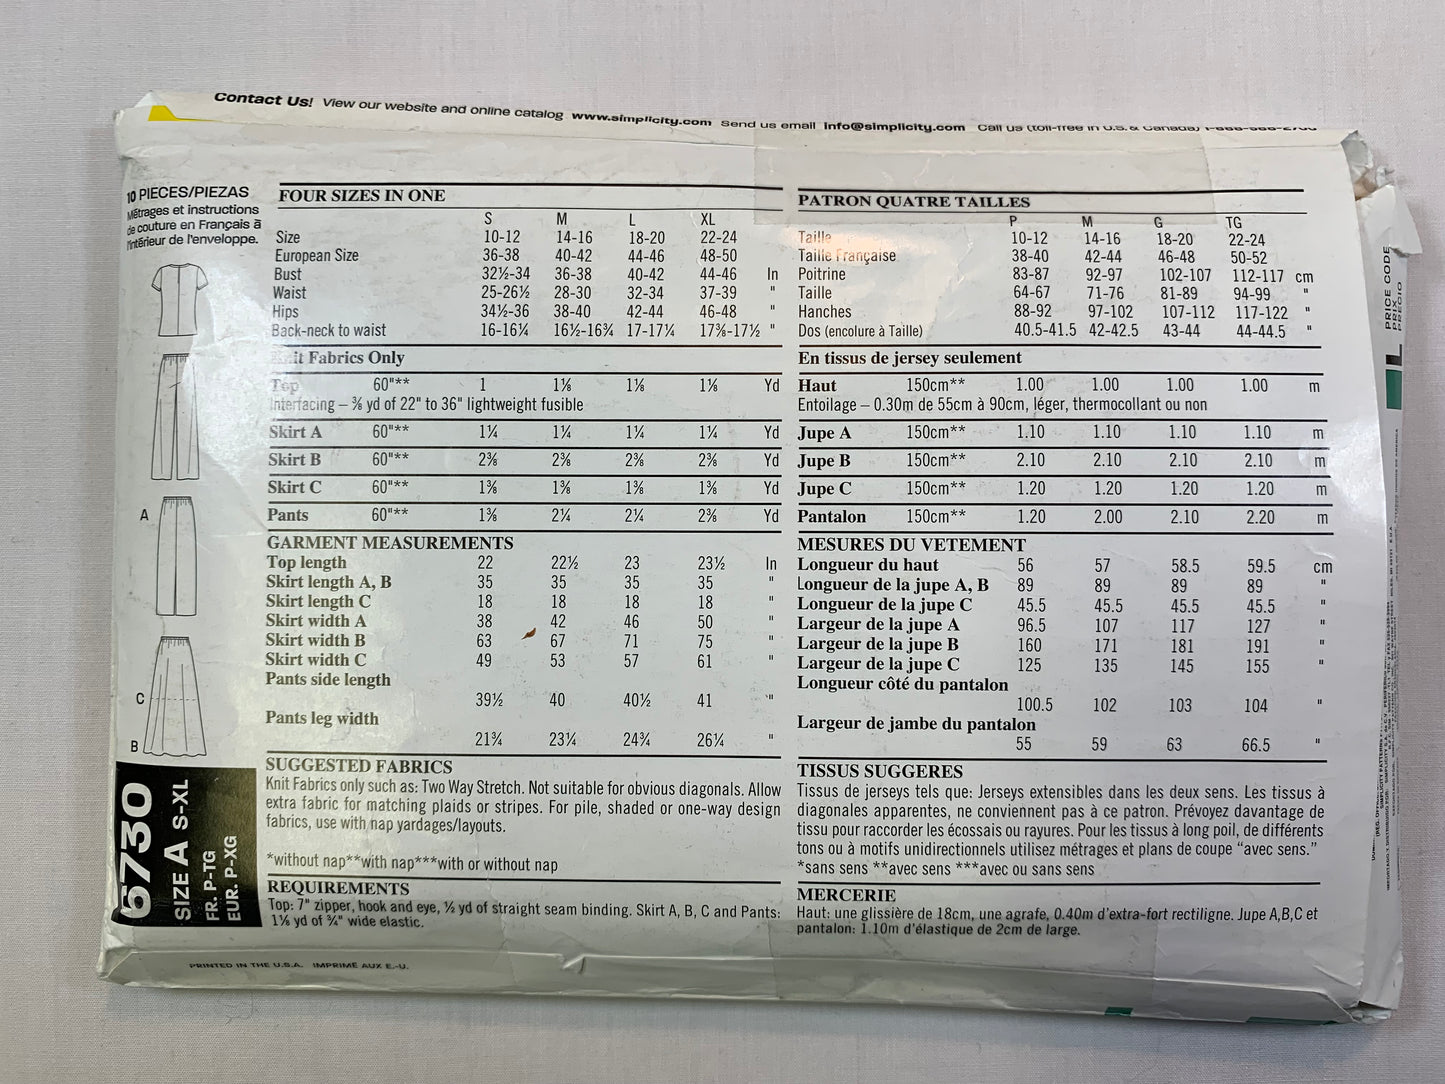 Contact Us! View our website and online catalog www.simplicity.com Send us email info@simplicity.com Call us (toll-free in U.S. & Canada)
10 PIECES/PIEZAS
Métrages et instructions
de couture en Français à
l'intérieur de l'enveloppe.
A
C
B
5730
SIZE A S-XL
FR. P-TG
EUR. P-XG
FOUR SIZES IN ONE
S M L XL
Size 10-12 14-16 18-20 22-24
European Size 36-38 40-42 44-46 48-50
Bust 32½-34 36-38 40-42 44-46 In
Waist 25-26½ 28-30 32-34 37-39 "
Hips 34½-36 38-40 42-44 46-48 "
Back-neck to waist 16-16¼ 16½-16¾ 17-17¼ 17⅜-17½ "
Knit Fabrics Only
Top 60"** 1 1⅛ 1⅛ 1⅛ Yd
Interfacing – ⅜ yd of 22" to 36" lightweight fusible
Skirt A 60"** 1¼ 1¼ 1¼ 1¼ Yd
Skirt B 60"** 2⅜ 2⅜ 2⅜ 2⅜ Yd
Skirt C 60"** 1⅜ 1⅜ 1⅜ 1⅜ Yd
Pants 60"** 1⅜ 2¼ 2¼ 2⅜ Yd
GARMENT MEASUREMENTS
Top length 22 22½ 23 23½ In
Skirt length A, B 35 35 35 35 "
Skirt length C 18 18 18 18 "
Skirt width A 38 42 46 50 "
Skirt width B 63 67 71 75 "
Skirt width C 49 53 57 61 "
Pants side length
39½ 40 40½ 41 "
Pants leg width
21¾ 23¼ 24¾ 26¼ "
SUGGESTED FABRICS
Knit Fabrics only such as: Two Way Stretch. Not suitable for obvious diagonals. Allow
extra fabric for matching plaids or stripes. For pile, shaded or one-way design
fabrics, use with nap yardages/layouts.
*without nap**with nap***with or without nap
REQUIREMENTS
Top: 7" zipper, hook and eye, ½ yd of straight seam binding. Skirt A, B, C and Pants:
1⅛ yd of ¾" wide elastic.
PRINTED IN THE U.S.A. IMPRIMÉ AUX É.-U.
PATRON QUATRE TAILLES
P M G TG
Taille 10-12 14-16 18-20 22-24
Taille Française 38-40 42-44 46-48 50-52
Poitrine 83-87 92-97 102-107 112-117 cm
Taille 64-67 71-76 81-89 94-99 "
Hanches 88-92 97-102 107-112 117-122 "
Dos (encolure à Taille) 40.5-41.5 42-42.5 43-44 44-44.5 "
En tissus de jersey seulement
Haut 150cm** 1.00 1.00 1.00 1.00 m
Entoilage – 0.30m de 55cm à 90cm, léger, thermocollant ou non
Jupe A 150cm** 1.10 1.10 1.10 1.10 m
Jupe B 150cm** 2.10 2.10 2.10 2.10 m
Jupe C 150cm** 1.20 1.20 1.20 1.20 m
Pantalon 150cm** 1.20 2.00 2.10 2.20 m
MESURES DU VETEMENT
Longueur du haut 56 57 58.5 59.5 cm
Longueur de la jupe A, B 89 89 89 89 "
Longueur de la jupe C 45.5 45.5 45.5 45.5 "
Largeur de la jupe A 96.5 107 117 127 "
Largeur de la jupe B 160 171 181 191 "
Largeur de la jupe C 125 135 145 155 "
Longueur côté du pantalon
100.5 102 103 104 "
Largeur de jambe du pantalon
55 59 63 66.5 "
TISSUS SUGGERES
Tissus de jerseys tels que: Jerseys extensibles dans les deux sens. Les tissus à
diagonales apparentes, ne conviennent pas à ce patron. Prévoyez davantage de
tissu pour raccorder les écossais ou rayures. Pour les tissus à long poil, de différents
tons ou à motifs unidirectionnels utilisez métrages et plans de coupe "avec sens."
*sans sens **avec sens ***avec ou sans sens
MERCERIE
Haut: une glissière de 18cm, une agrafe, 0.40m d'extra-fort rectiligne. Jupe A,B,C et
pantalon: 1.10m d'élastique de 2cm de large.
PRICE CODE
PRIX
PRECIO
L